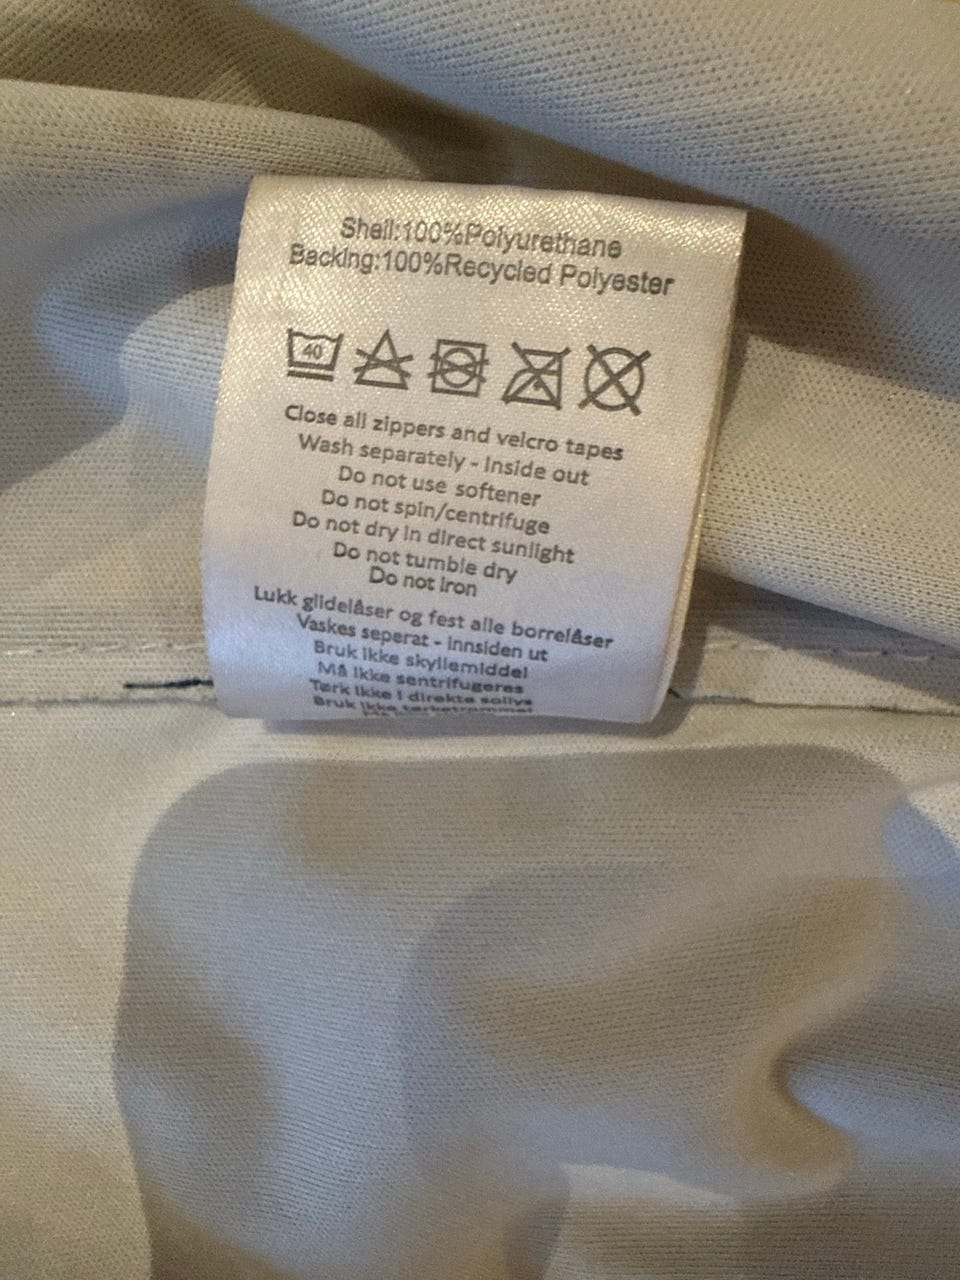 Shell:100%Polyurethane
Backing:100%Recycled Polyester
40
Close all zippers and velcro tapes
Wash separately - Inside out
Do not use softener
Do not spin/centrifuge
Do not dry in direct sunlight
Do not tumble dry
Do not Iron
Lukk glidelåser og fest alle borrelåser
Vaskes seperat - innsiden ut
Bruk ikke skyllemiddel
Må ikke sentrifugeres
Tørk ikke i direkte sollys
Bruk ikke tørketrommel